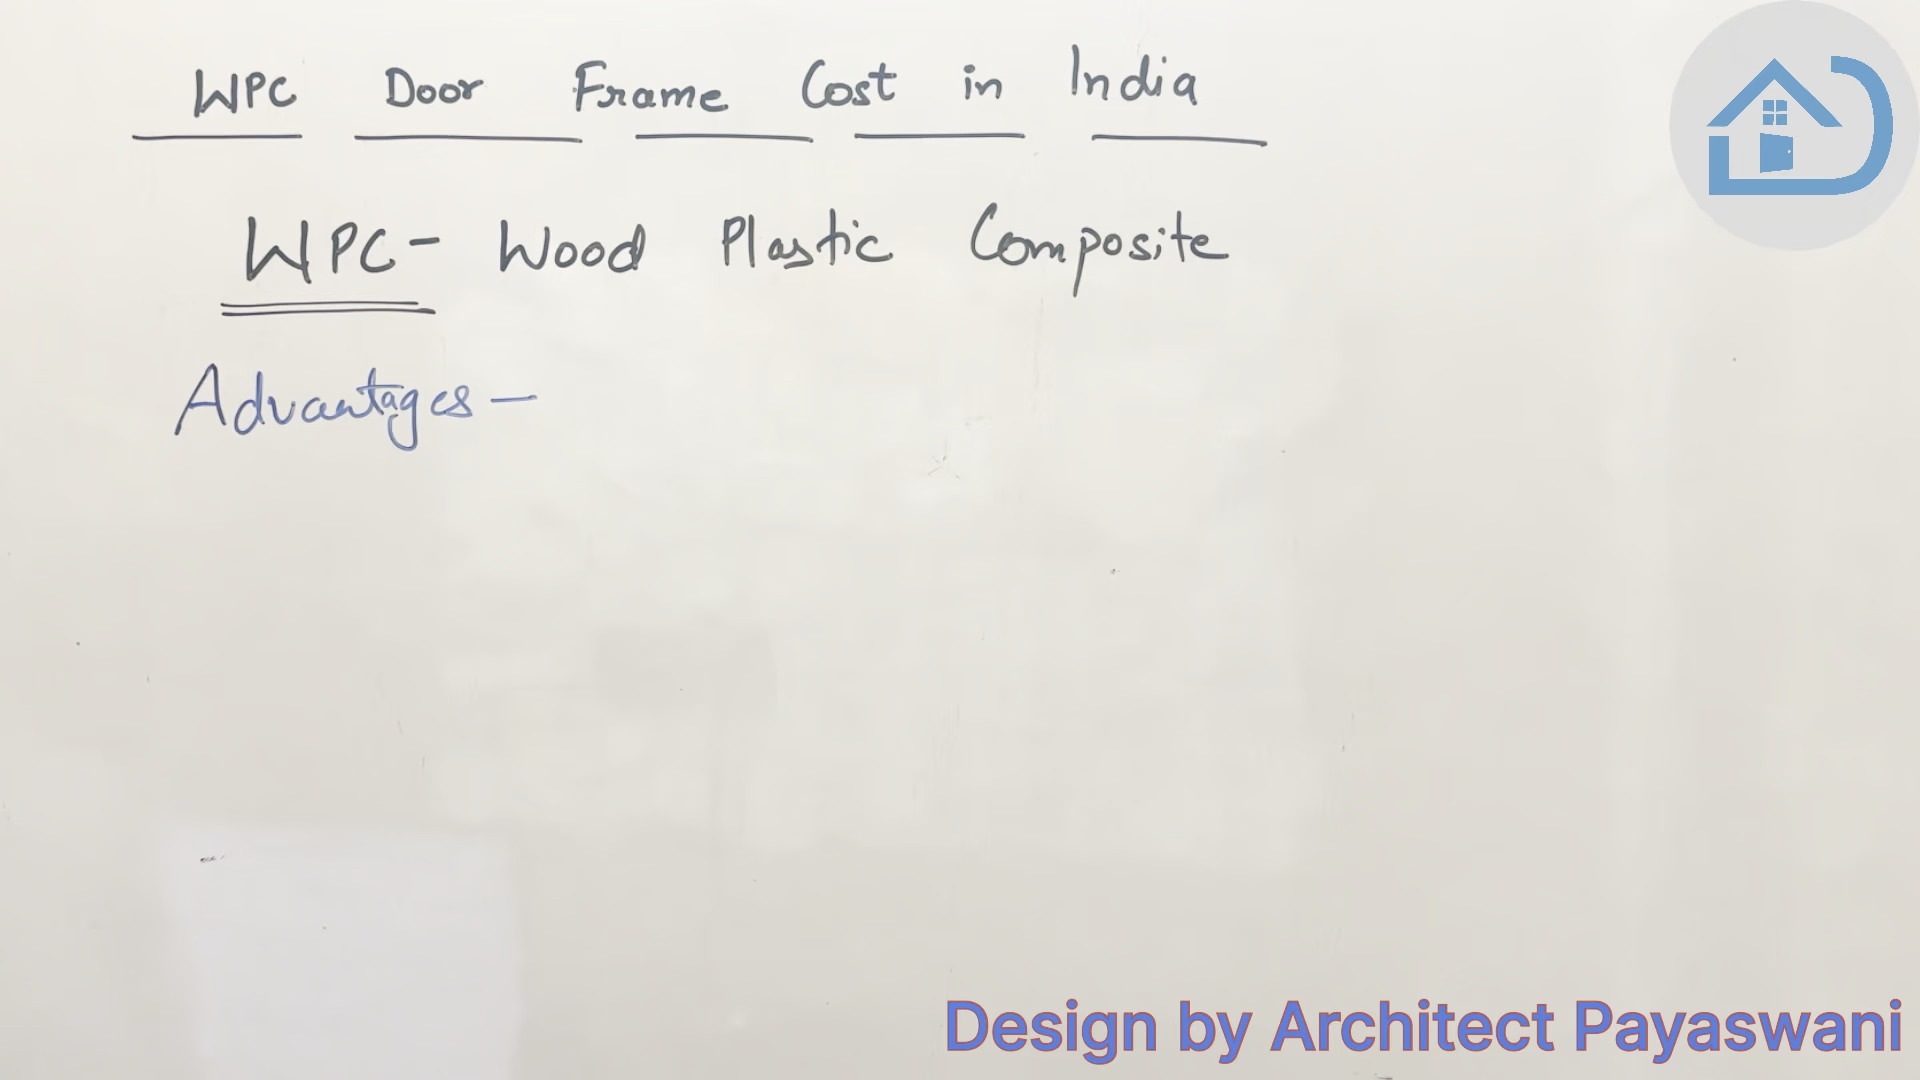 WPC Door Frame Cost in India
WPC - Wood Plastic Composite
Advantages -
Design by Architect Payaswani